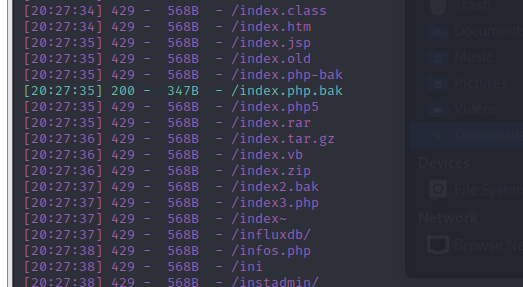 [20:27:34] 429 -  568B  - /index.class
[20:27:34] 429 -  568B  - /index.htm
[20:27:35] 429 -  568B  - /index.jsp
[20:27:35] 429 -  568B  - /index.old
[20:27:35] 429 -  568B  - /index.php-bak
[20:27:35] 200 -  347B  - /index.php.bak
[20:27:35] 429 -  568B  - /index.php5
[20:27:35] 429 -  568B  - /index.rar
[20:27:36] 429 -  568B  - /index.tar.gz
[20:27:36] 429 -  568B  - /index.vb
[20:27:36] 429 -  568B  - /index.zip
[20:27:37] 429 -  568B  - /index2.bak
[20:27:37] 429 -  568B  - /index3.php
[20:27:37] 429 -  568B  - /index~
[20:27:37] 429 -  568B  - /influxdb/
[20:27:38] 429 -  568B  - /infos.php
[20:27:38] 429 -  568B  - /ini
[20:27:38] 429 -  568B  - /instadmin/
Trash
Document
Music
Pictures
Videos
Download
Devices
File System
Network
Browse Ne